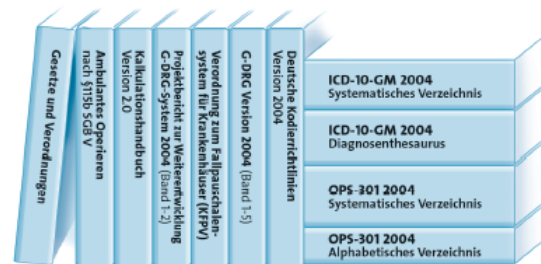 Gesetze und Verordnungen
Ambulantes Operieren
nach §115b SGB V
Kalkulationshandbuch
Version 2.0
Projektbericht zur Weiterentwicklung
G-DRG-System 2004 (Band 1-2)
Verordnung zum Fallpauschalen-
system für Krankenhäuser (KFPV)
G-DRG Version 2004 (Band 1-5)
Deutsche Kodierrichtlinien
Version 2004
ICD-10-GM 2004
Systematisches Verzeichnis
ICD-10-GM 2004
Diagnosenthesaurus
OPS-301 2004
Systematisches Verzeichnis
OPS-301 2004
Alphabetisches Verzeichnis